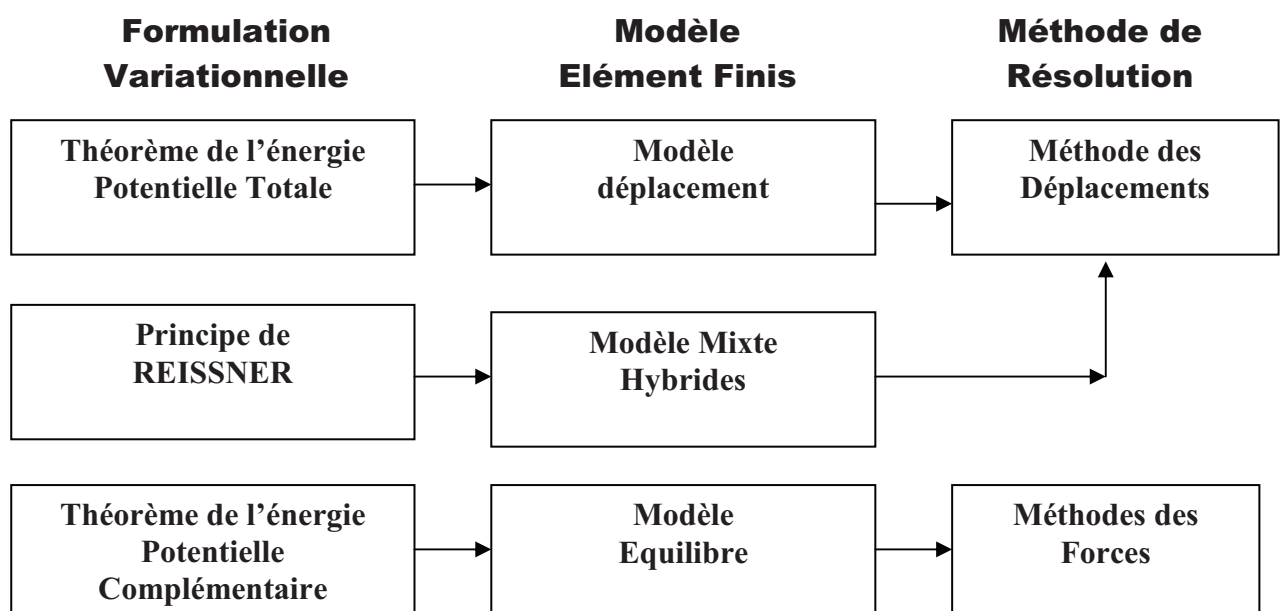 Formulation
Variationnelle
Modèle
Elément Finis
Méthode de
Résolution
Théorème de l’énergie
Potentielle Totale
Modèle
déplacement
Méthode des
Déplacements
Principe de
REISSNER
Modèle Mixte
Hybrides
Théorème de l’énergie
Potentielle
Complémentaire
Modèle
Equilibre
Méthodes des
Forces